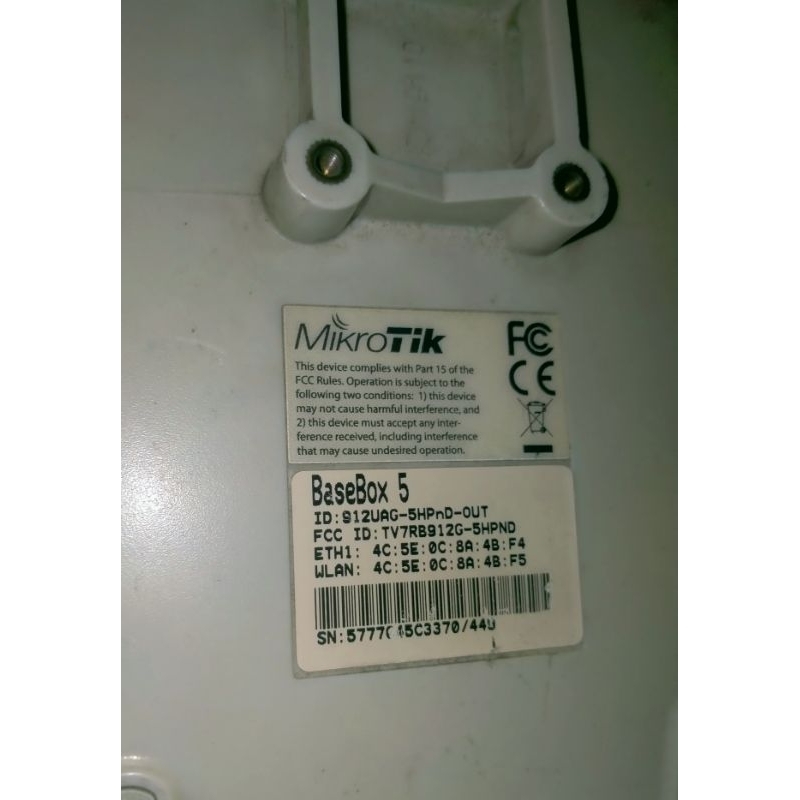 MikroTik
FC
CE
This device complies with Part 15 of the
FCC Rules. Operation is subject to the
following two conditions: 1) this device
may not cause harmful interference, and
2) this device must accept any inter-
ference received, including interference
that may cause undesired operation.
BaseBox 5
ID:912UAG-5HPnD-OUT
FCC ID:TV7RB912G-5HPND
ETH1: 4C:5E:0C:8A:4B:F4
WLAN: 4C:5E:0C:8A:4B:F5